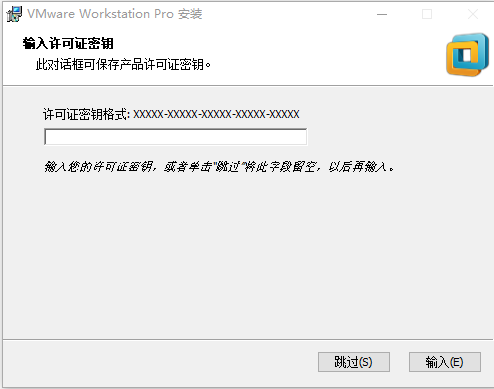 VMware Workstation Pro 安装
输入许可证密钥
此对话框可保存产品许可证密钥。
许可证密钥格式: XXXXX-XXXXX-XXXXX-XXXXX-XXXXX
输入您的许可证密钥，或者单击"跳过"将此字段留空，以后再输入。
跳过(S) 输入(E)